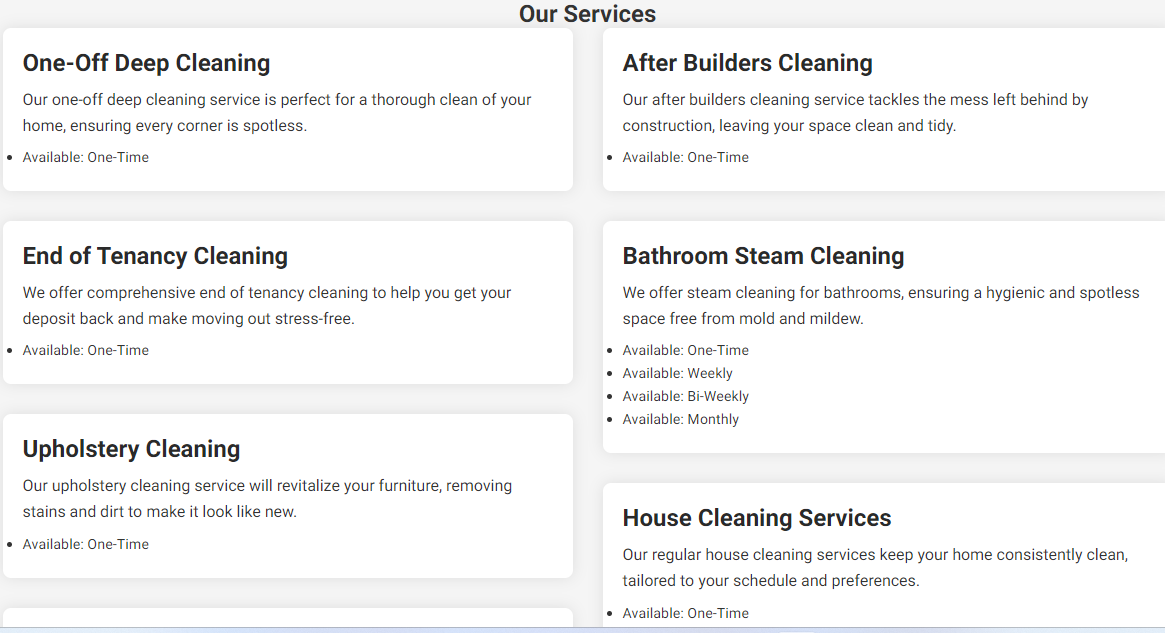 Our Services
One-Off Deep Cleaning
Our one-off deep cleaning service is perfect for a thorough clean of your
home, ensuring every corner is spotless.
Available: One-Time
End of Tenancy Cleaning
We offer comprehensive end of tenancy cleaning to help you get your
deposit back and make moving out stress-free.
Available: One-Time
Upholstery Cleaning
Our upholstery cleaning service will revitalize your furniture, removing
stains and dirt to make it look like new.
Available: One-Time
After Builders Cleaning
Our after builders cleaning service tackles the mess left behind by
construction, leaving your space clean and tidy.
Available: One-Time
Bathroom Steam Cleaning
We offer steam cleaning for bathrooms, ensuring a hygienic and spotless
space free from mold and mildew.
Available: One-Time
Available: Weekly
Available: Bi-Weekly
Available: Monthly
House Cleaning Services
Our regular house cleaning services keep your home consistently clean,
tailored to your schedule and preferences.
Available: One-Time